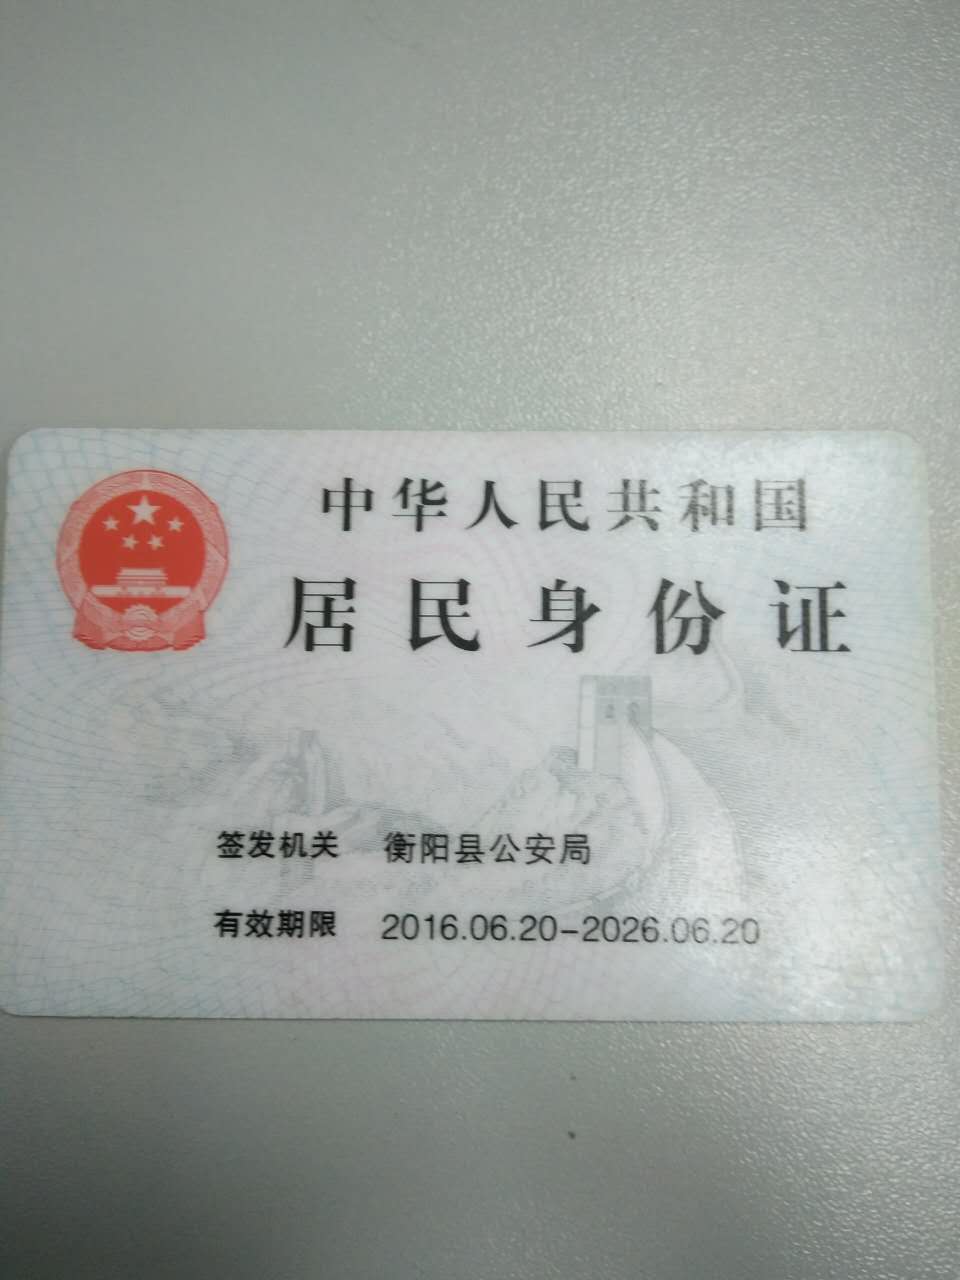 中华人民共和国
居民身份证
签发机关 衡阳县公安局
有效期限 2016.06.20-2026.06.20